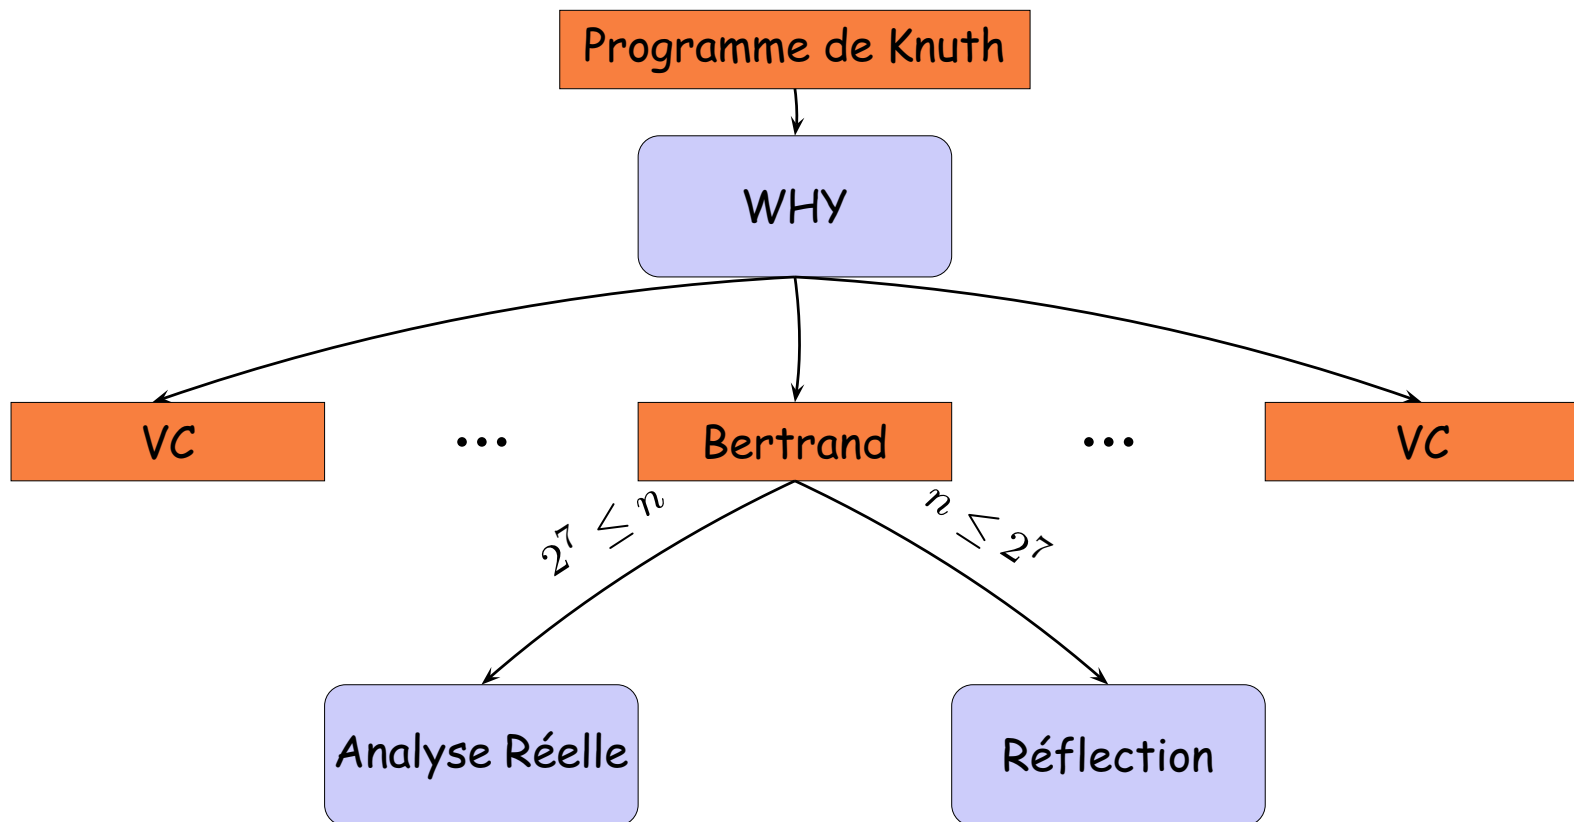 Programme de Knuth
WHY
VC
...
Bertrand
...
VC
2⁷ ≤ n
n ≤ 2⁷
Analyse Réelle
Réflection